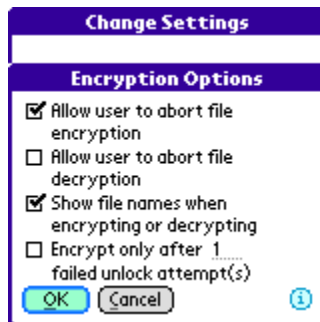 Change Settings
Encryption Options
Allow user to abort file
encryption
Allow user to abort file
decryption
Show file names when
encrypting or decrypting
Encrypt only after 1
failed unlock attempt(s)
OK Cancel i